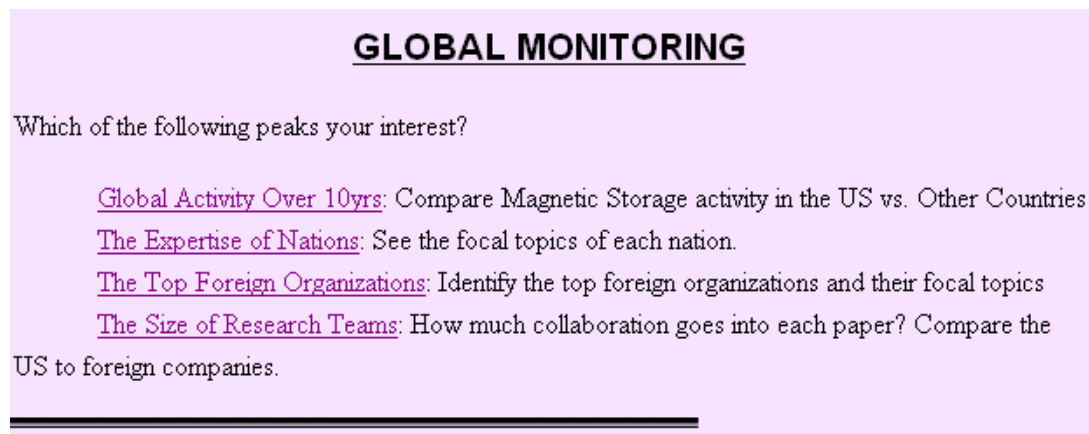 GLOBAL MONITORING
Which of the following peaks your interest?
Global Activity Over 10yrs: Compare Magnetic Storage activity in the US vs. Other Countries
The Expertise of Nations: See the focal topics of each nation.
The Top Foreign Organizations: Identify the top foreign organizations and their focal topics
The Size of Research Teams: How much collaboration goes into each paper? Compare the
US to foreign companies.